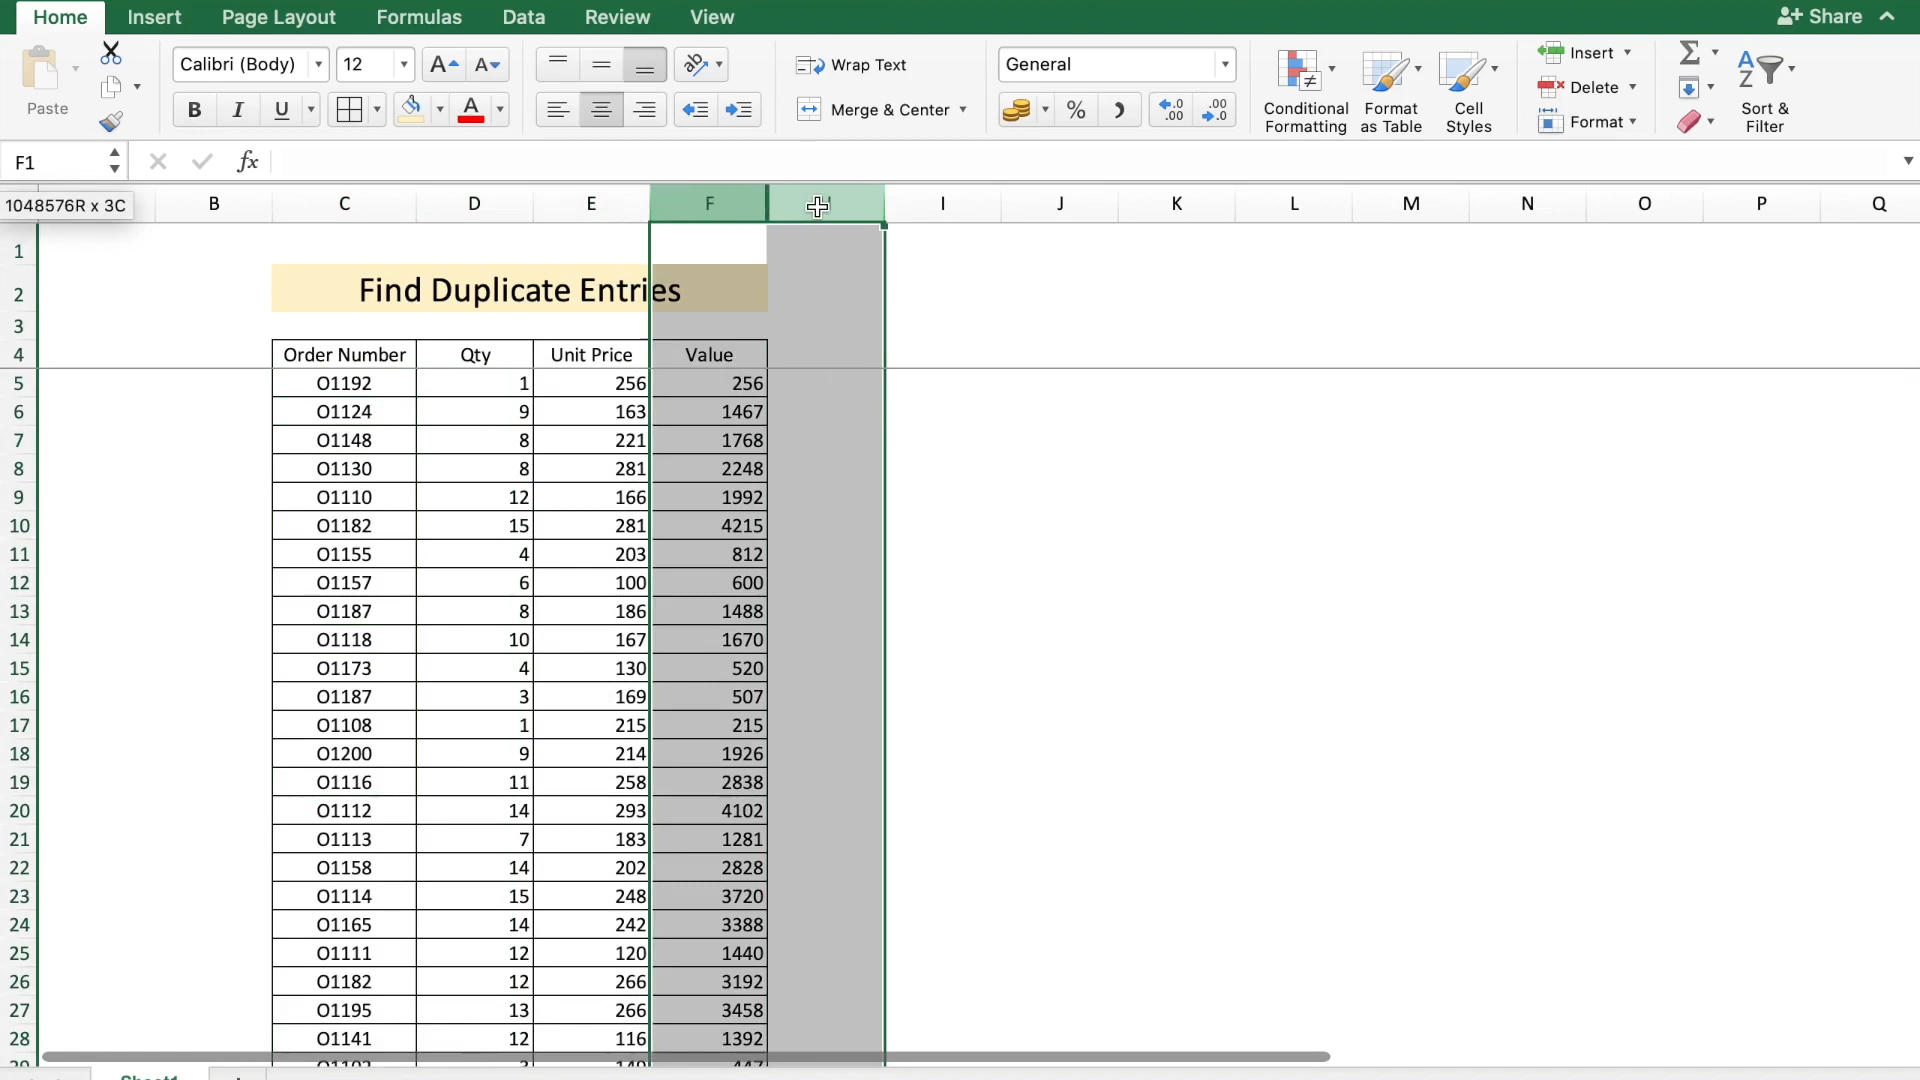 Home Insert Page Layout Formulas Data Review View Share
Paste Calibri (Body) 12 A A ab Wrap Text General Insert
B I U A Merge & Center % Conditional Formatting Format as Table Cell Styles Delete Format Sort & Filter
F1 fx
1048576R x 3C B C D E F I J K L M N O P Q
1
2 Find Duplicate Entries
3
4 Order Number Qty Unit Price Value
5 O1192 1 256 256
6 O1124 9 163 1467
7 O1148 8 221 1768
8 O1130 8 281 2248
9 O1110 12 166 1992
10 O1182 15 281 4215
11 O1155 4 203 812
12 O1157 6 100 600
13 O1187 8 186 1488
14 O1118 10 167 1670
15 O1173 4 130 520
16 O1187 3 169 507
17 O1108 1 215 215
18 O1200 9 214 1926
19 O1116 11 258 2838
20 O1112 14 293 4102
21 O1113 7 183 1281
22 O1158 14 202 2828
23 O1114 15 248 3720
24 O1165 14 242 3388
25 O1111 12 120 1440
26 O1182 12 266 3192
27 O1195 13 266 3458
28 O1141 12 116 1392
Sheet1